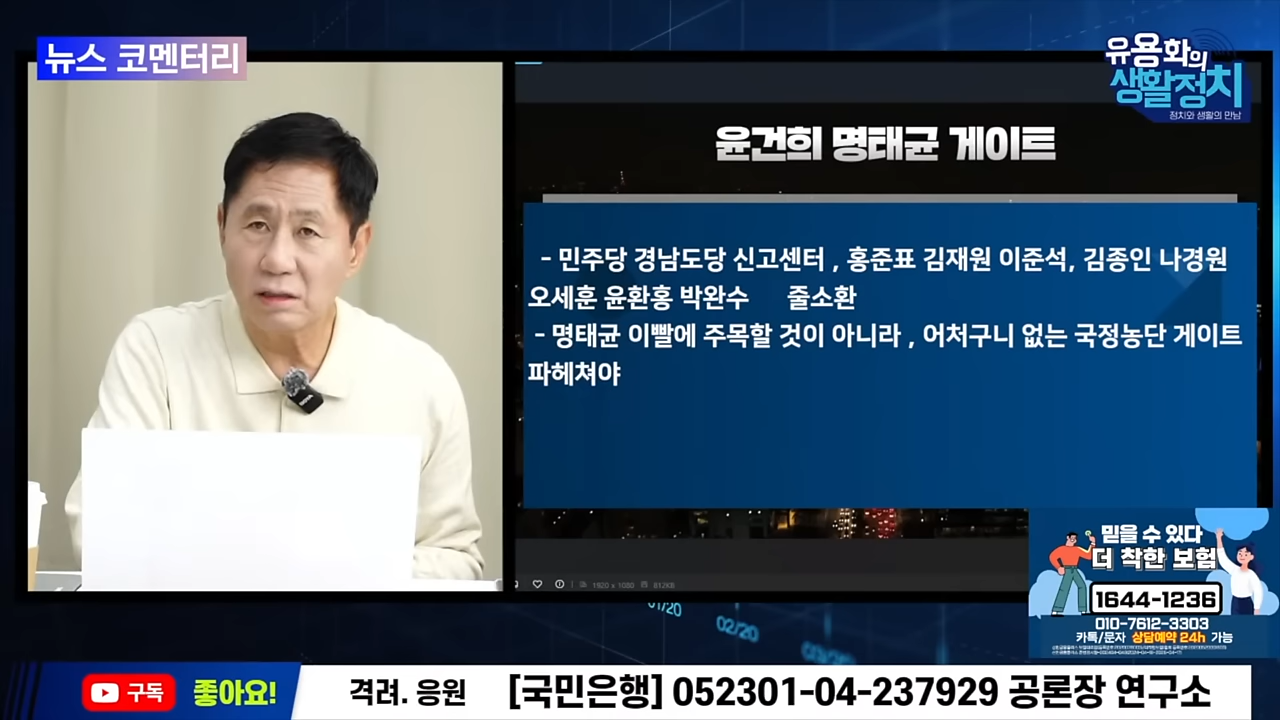 뉴스 코멘터리
유용화의
생활정치
정치와 생활의 만남
윤건희 명태균 게이트
- 민주당 경남도당 신고센터 , 홍준표 김재원 이준석, 김종인 나경원
오세훈 윤환홍 박완수 줄소환
- 명태균 이빨에 주목할 것이 아니라 , 어처구니 없는 국정농단 게이트
파헤쳐야
1920 x 1080 812KB
01/20
02/20
믿을 수 있다
더 착한 보험
1644-1236
010-7612-3303
카톡/문자 상담예약 24h 가능
구독 좋아요! 격려. 응원 [국민은행] 052301-04-237929 공론장 연구소